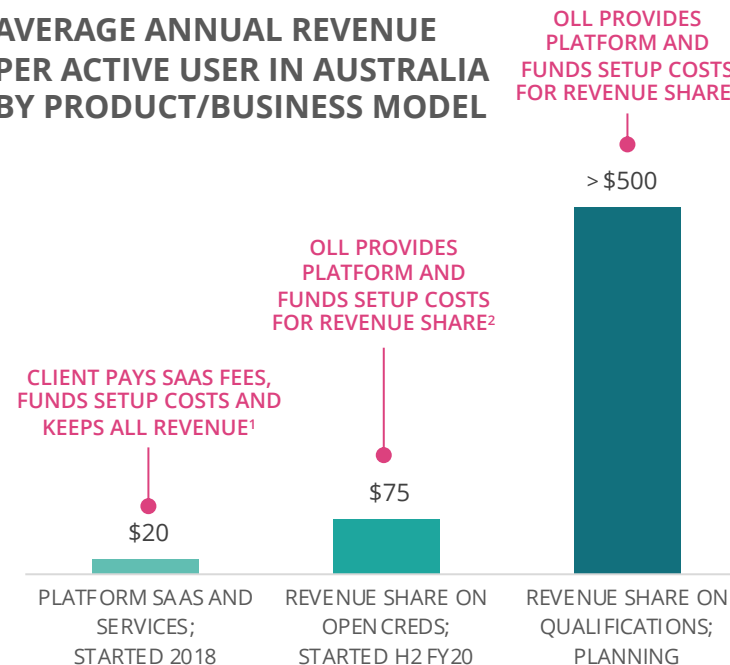 AVERAGE ANNUAL REVENUE
PER ACTIVE USER IN AUSTRALIA
BY PRODUCT/BUSINESS MODEL
OLL PROVIDES
PLATFORM AND
FUNDS SETUP COSTS
FOR REVENUE SHARE
> $500
OLL PROVIDES
PLATFORM AND
FUNDS SETUP COSTS
FOR REVENUE SHARE²
CLIENT PAYS SAAS FEES,
FUNDS SETUP COSTS AND
KEEPS ALL REVENUE¹
$75
$20
PLATFORM SAAS AND
SERVICES;
STARTED 2018
REVENUE SHARE ON
OPENCREDS;
STARTED H2 FY20
REVENUE SHARE ON
QUALIFICATIONS;
PLANNING